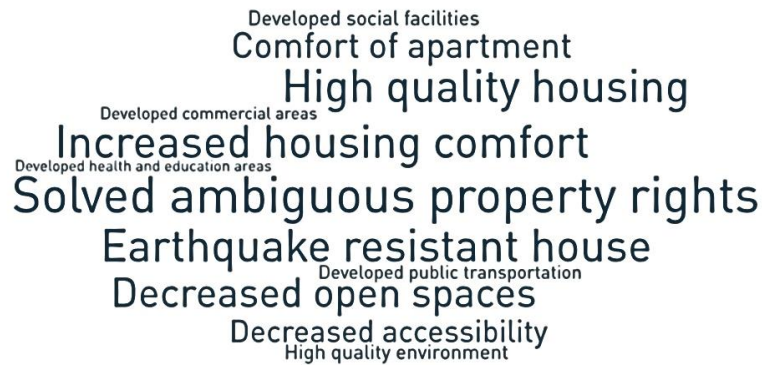 Developed social facilities
Comfort of apartment
High quality housing
Developed commercial areas
Increased housing comfort
Developed health and education areas
Solved ambiguous property rights
Earthquake resistant house
Developed public transportation
Decreased open spaces
Decreased accessibility
High quality environment